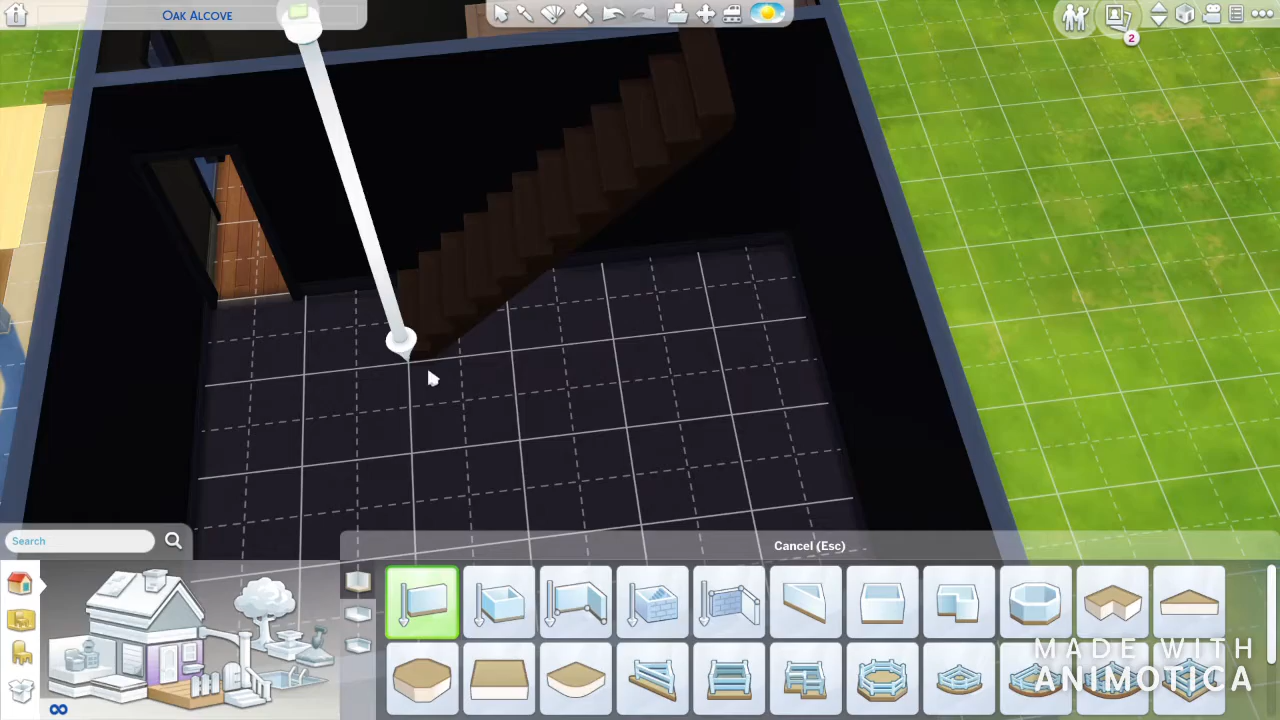 OAK ALCOVE
2
Search
Cancel (Esc)
MADE WITH
ANIMOTICA